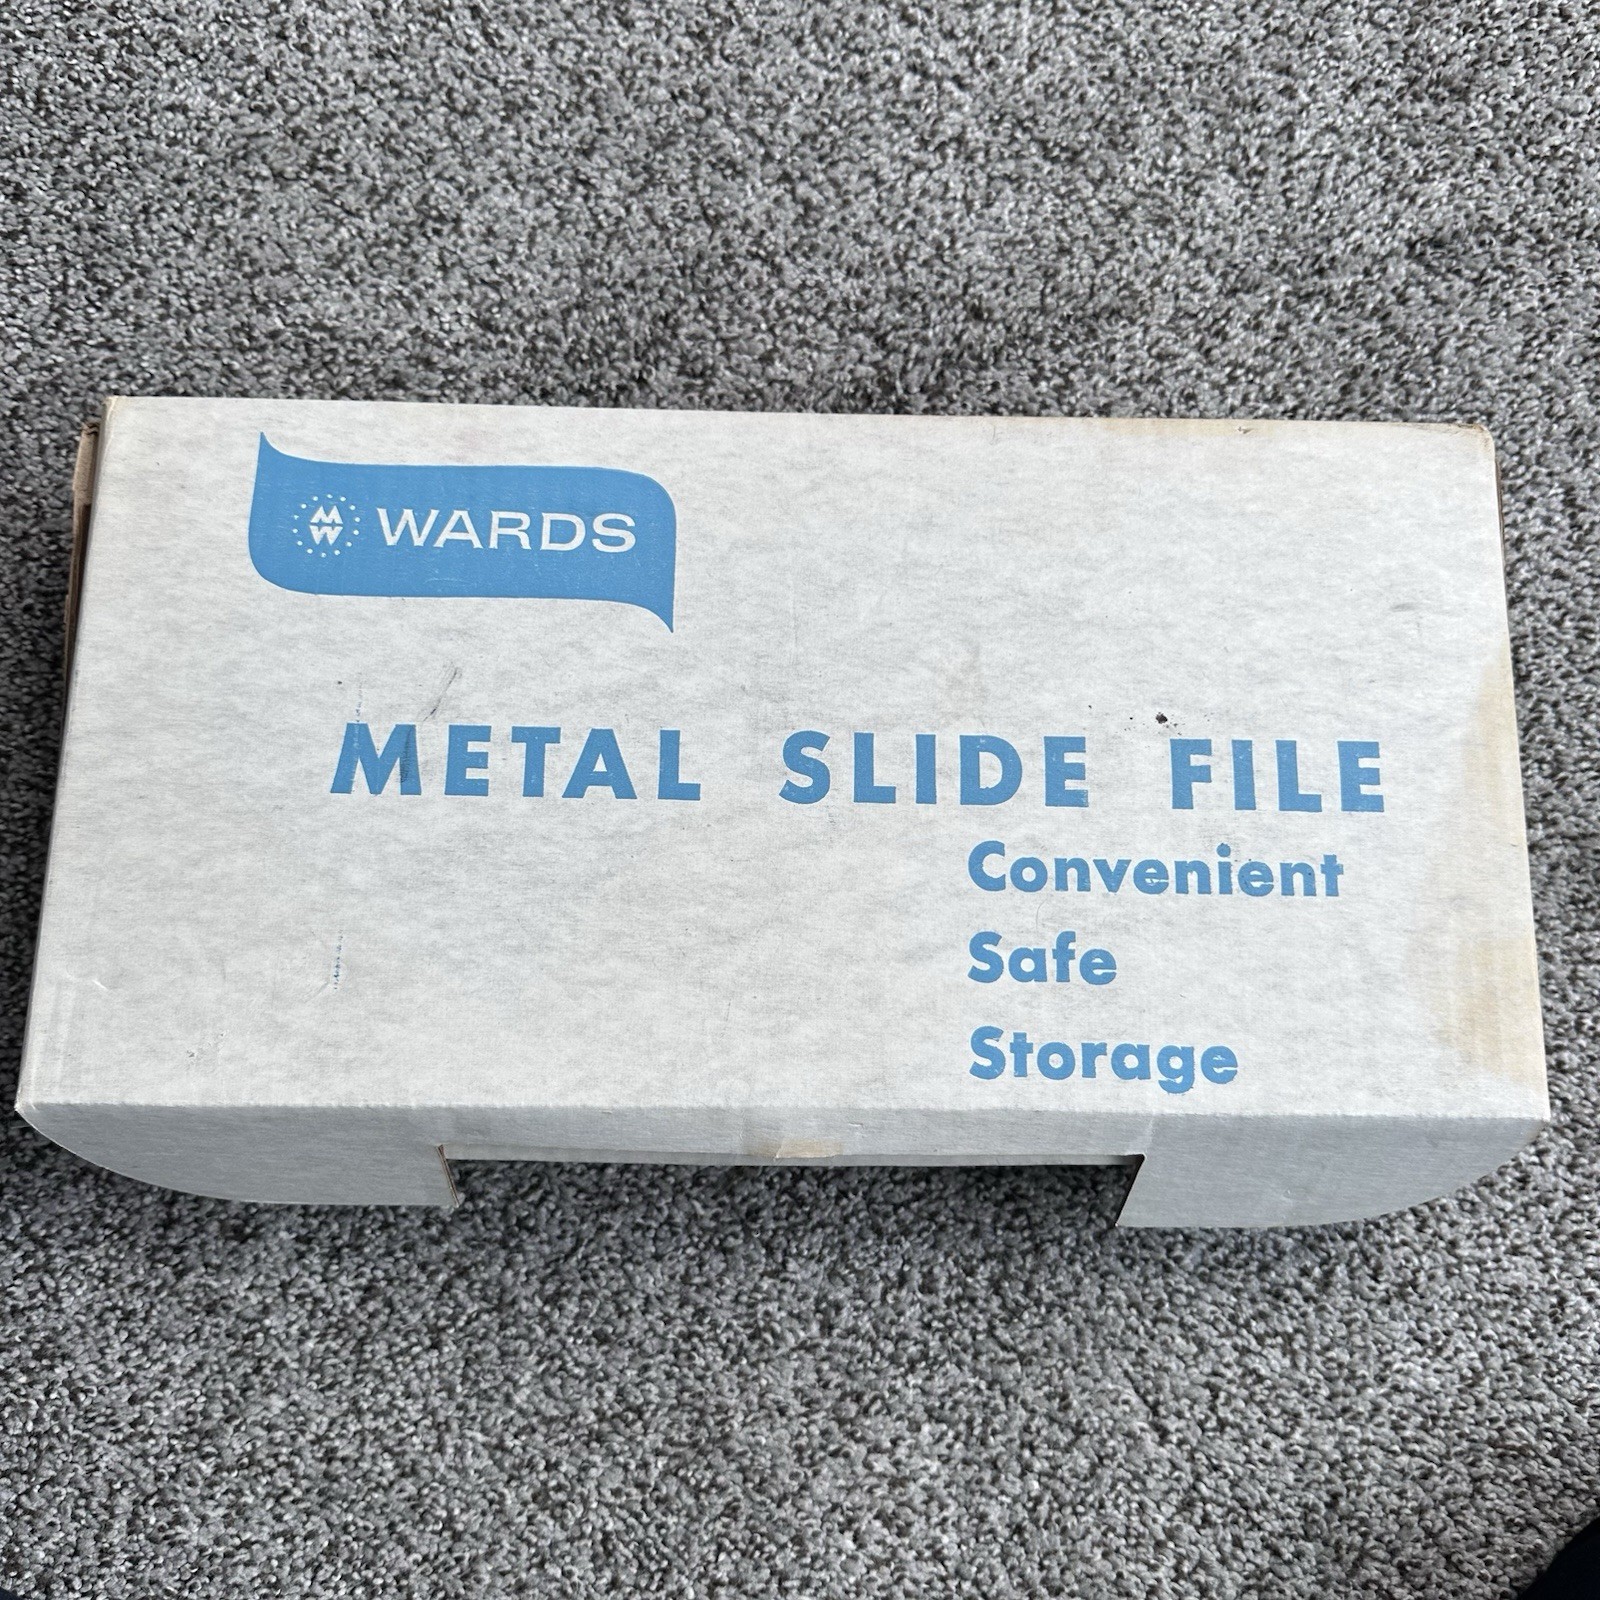 MW WARDS
METAL SLIDE FILE
Convenient
Safe
Storage